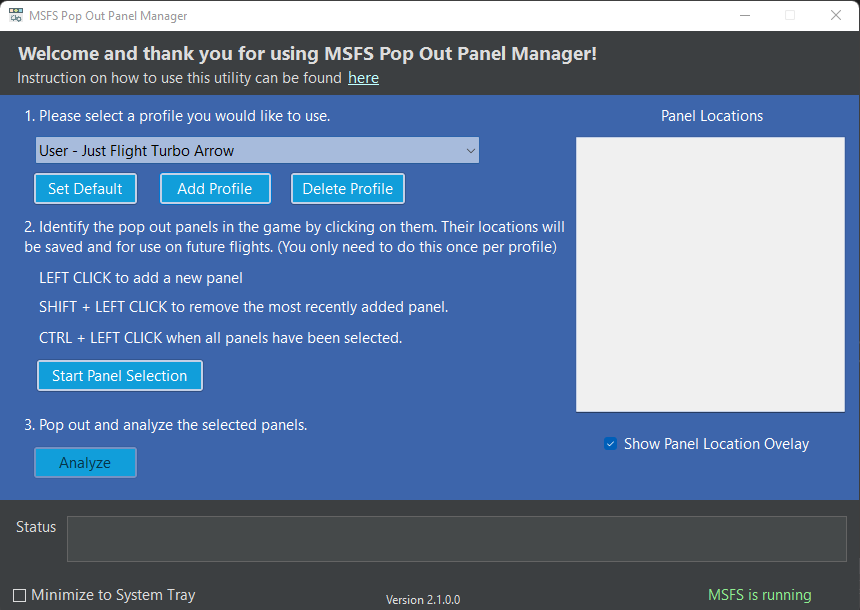 MSFS Pop Out Panel Manager
Welcome and thank you for using MSFS Pop Out Panel Manager!
Instruction on how to use this utility can be found here
1. Please select a profile you would like to use.
User - Just Flight Turbo Arrow
Set Default
Add Profile
Delete Profile
2. Identify the pop out panels in the game by clicking on them. Their locations will
be saved and for use on future flights. (You only need to do this once per profile)
LEFT CLICK to add a new panel
SHIFT + LEFT CLICK to remove the most recently added panel.
CTRL + LEFT CLICK when all panels have been selected.
Start Panel Selection
3. Pop out and analyze the selected panels.
Analyze
Panel Locations
Show Panel Location Ovelay
Status
Minimize to System Tray
Version 2.1.0.0
MSFS is running